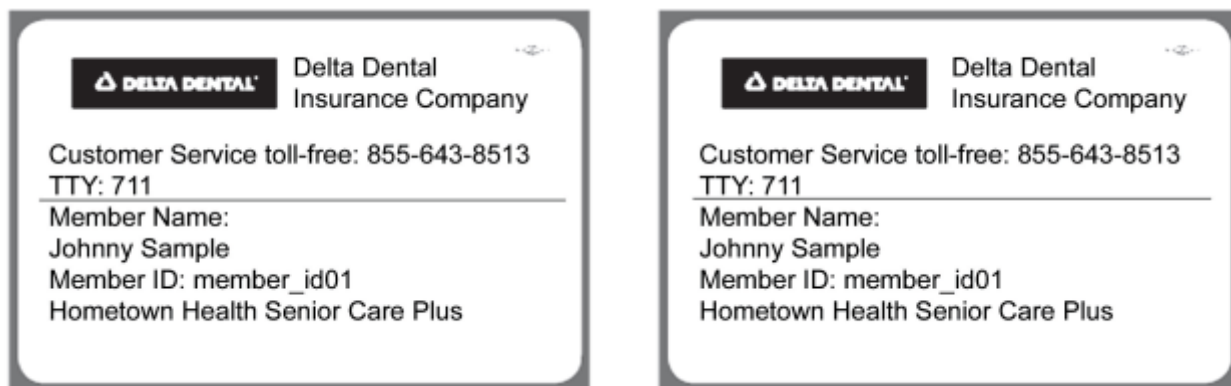 DELTA DENTAL
Delta Dental
Insurance Company
Customer Service toll-free: 855-643-8513
TTY: 711
Member Name:
Johnny Sample
Member ID: member_id01
Hometown Health Senior Care Plus
DELTA DENTAL
Delta Dental
Insurance Company
Customer Service toll-free: 855-643-8513
TTY: 711
Member Name:
Johnny Sample
Member ID: member_id01
Hometown Health Senior Care Plus